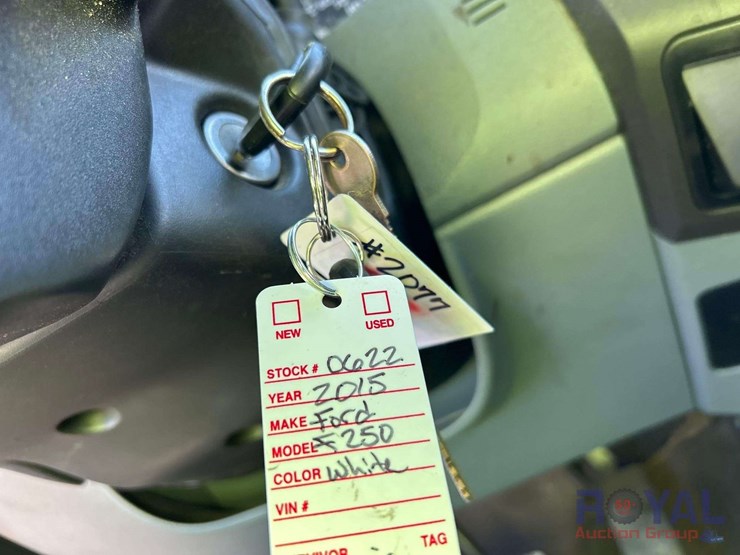 #2077
NEW USED
STOCK # 0622
YEAR 2015
MAKE Ford
MODEL F250
COLOR White
VIN #
TAG
ROYAL
Auction Group